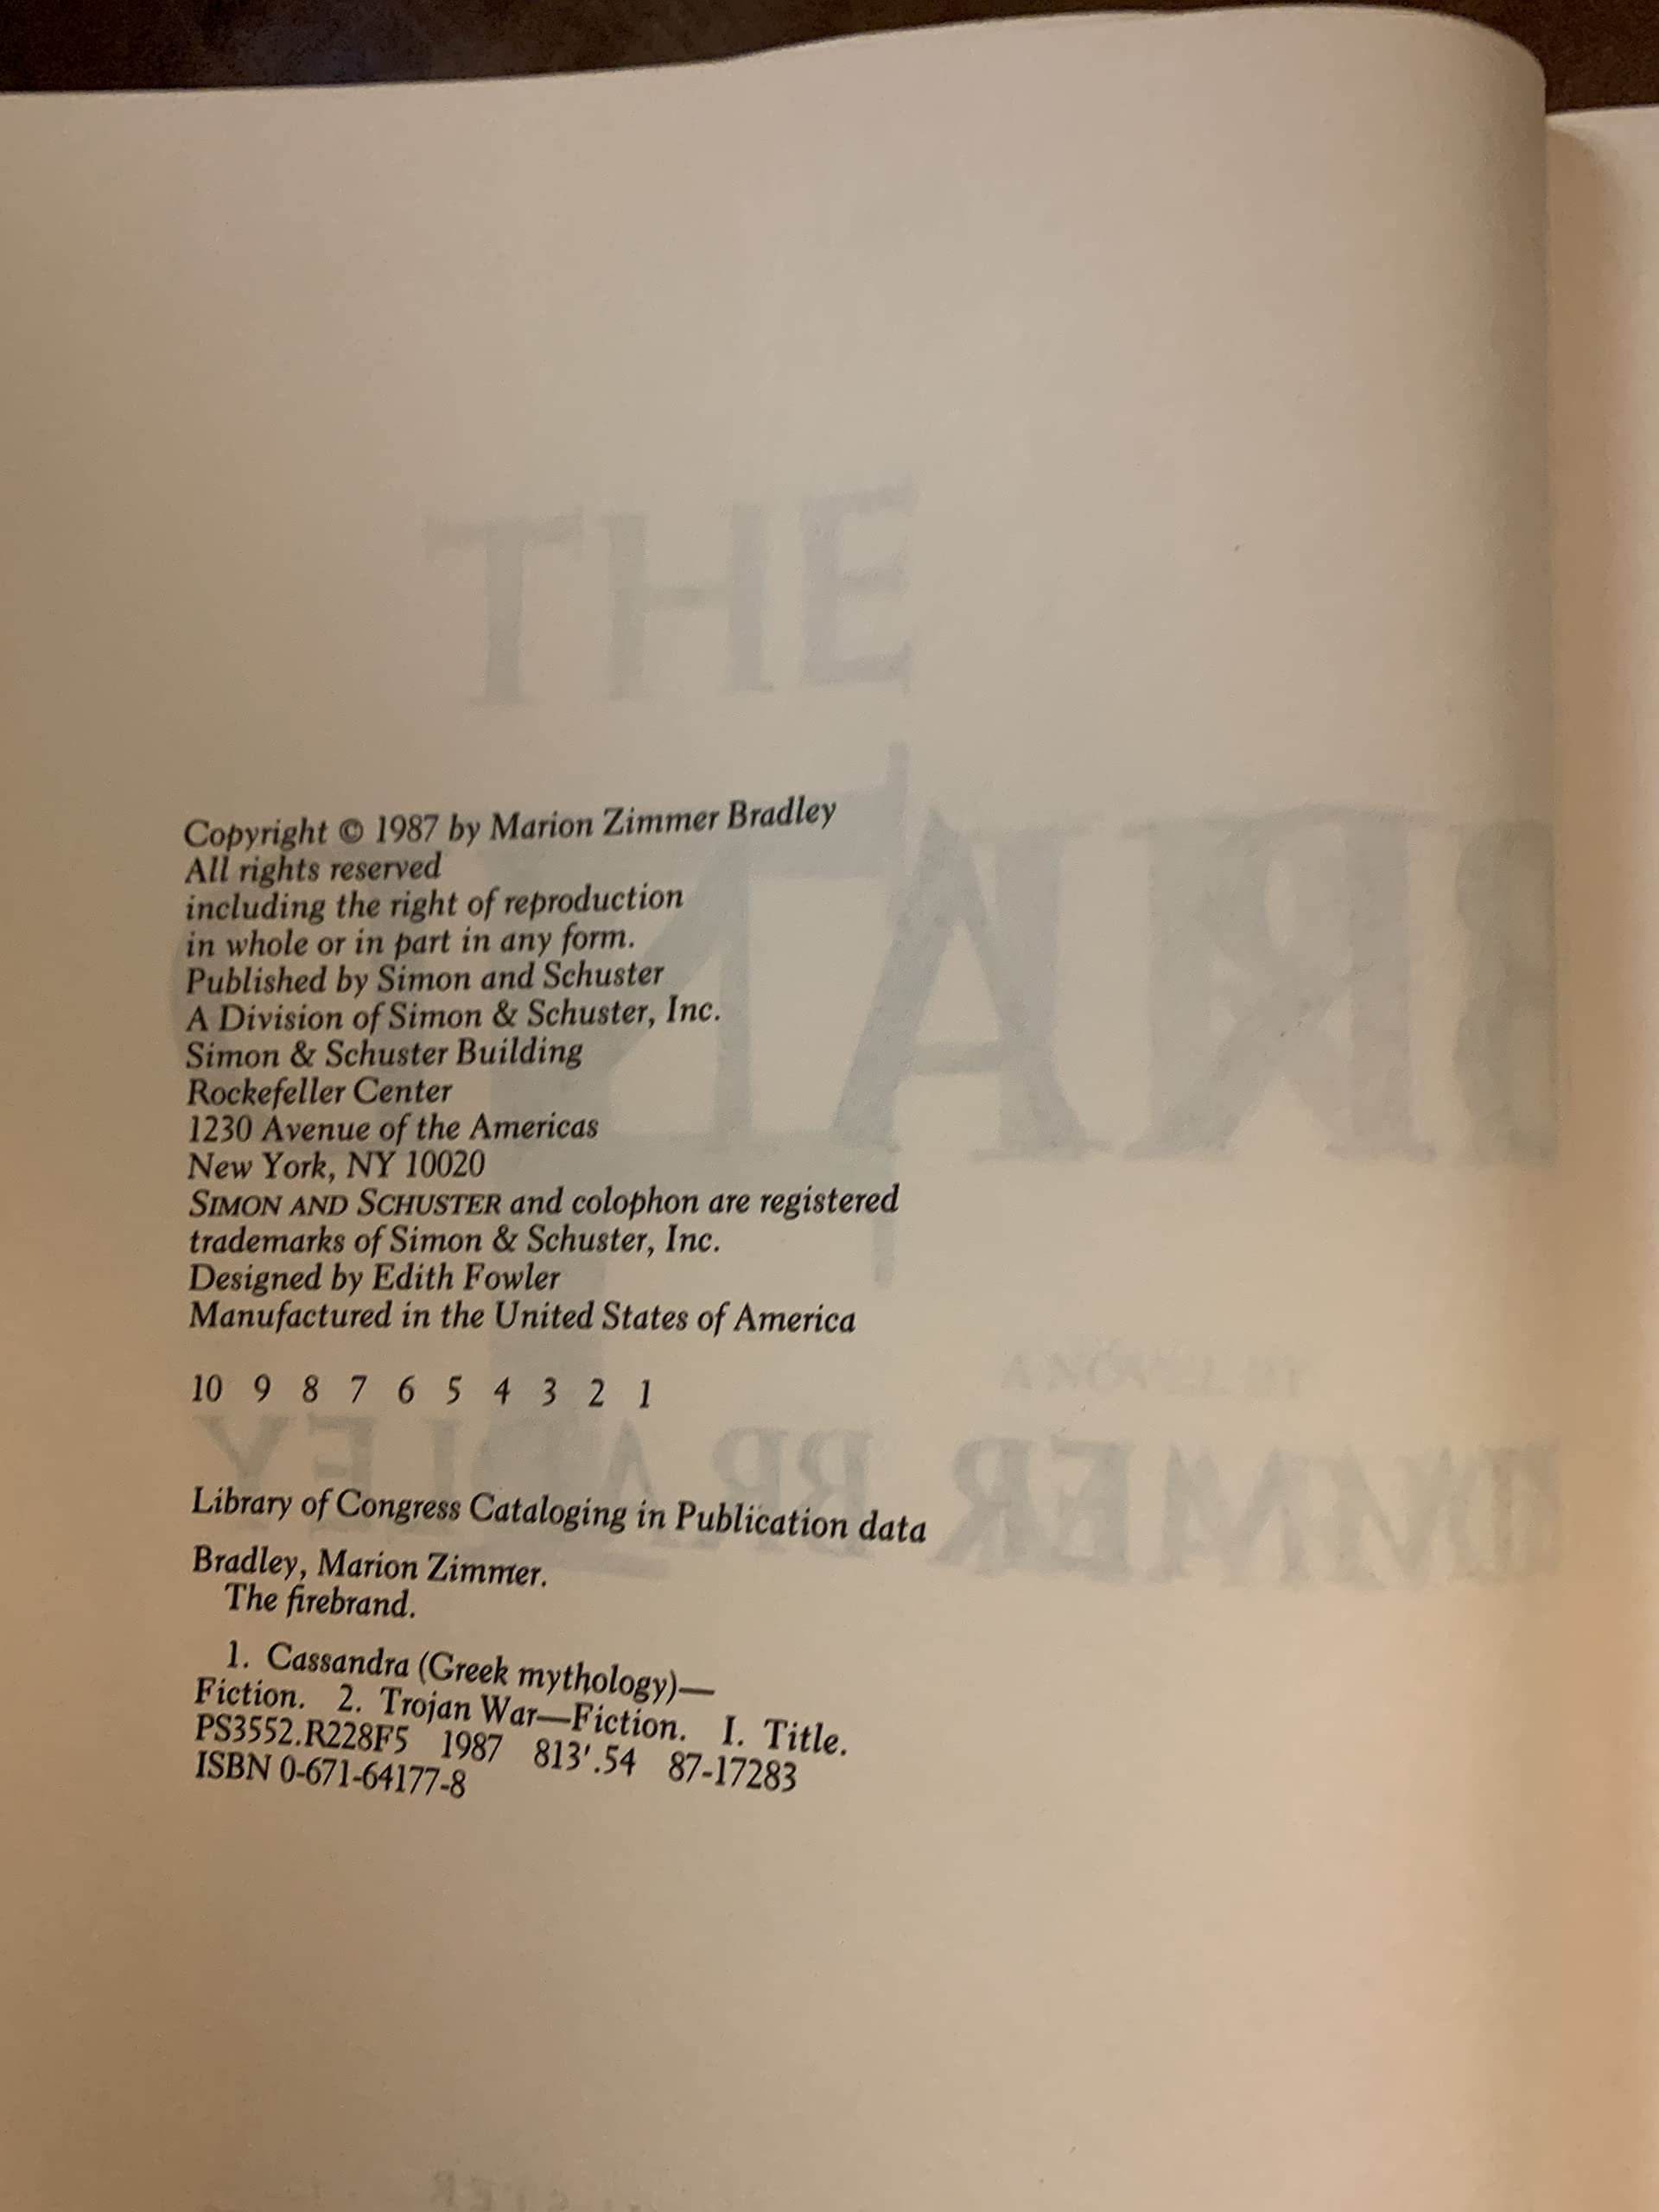 Copyright © 1987 by Marion Zimmer Bradley
All rights reserved
including the right of reproduction
in whole or in part in any form.
Published by Simon and Schuster
A Division of Simon & Schuster, Inc.
Simon & Schuster Building
Rockefeller Center
1230 Avenue of the Americas
New York, NY 10020
SIMON AND SCHUSTER and colophon are registered
trademarks of Simon & Schuster, Inc.
Designed by Edith Fowler
Manufactured in the United States of America
10 9 8 7 6 5 4 3 2 1
Library of Congress Cataloging in Publication data
Bradley, Marion Zimmer.
The firebrand.
1. Cassandra (Greek mythology)—
Fiction. 2. Trojan War—Fiction. I. Title.
PS3552.R228F5 1987 813'.54 87-17283
ISBN 0-671-64177-8